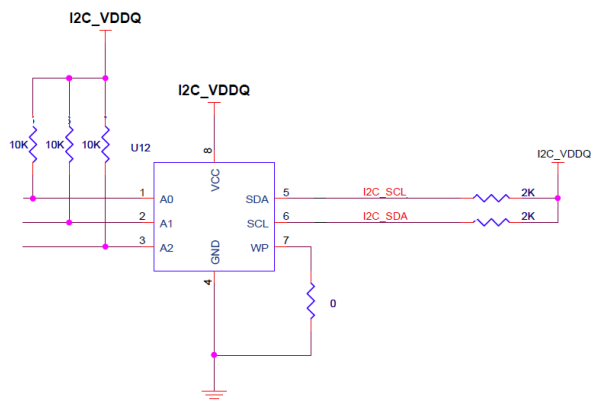 I2C_VDDQ
I2C_VDDQ
10K
10K
10K
U12
8
VCC
I2C_VDDQ
1
A0
SDA
5
I2C_SCL
2K
2
A1
SCL
6
I2C_SDA
2K
3
A2
GND
WP
7
4
0